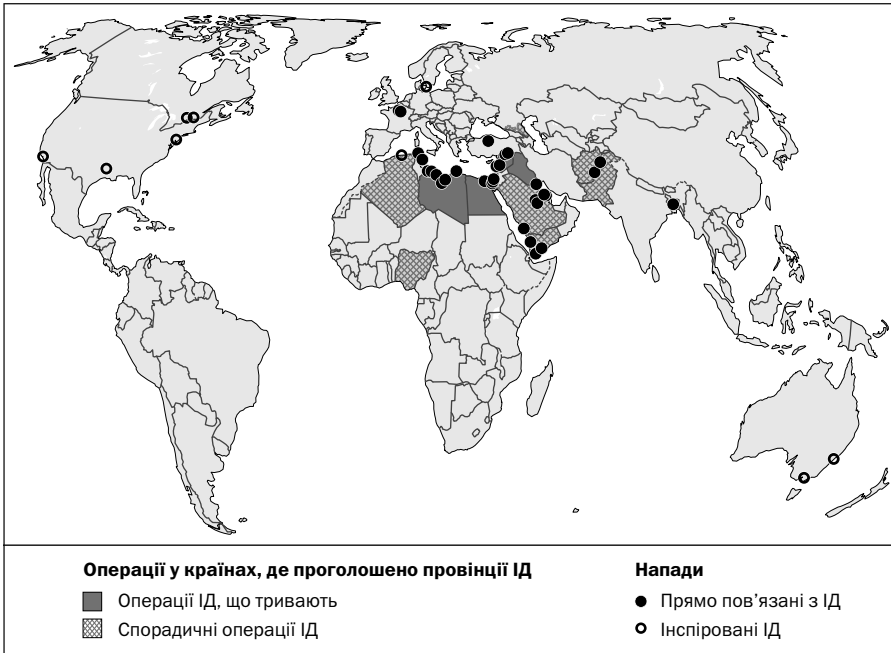 Операції у країнах, де проголошено провінції ІД
Операції ІД, що тривають
Спорадичні операції ІД
Напади
Прямо пов’язані з ІД
Інспіровані ІД